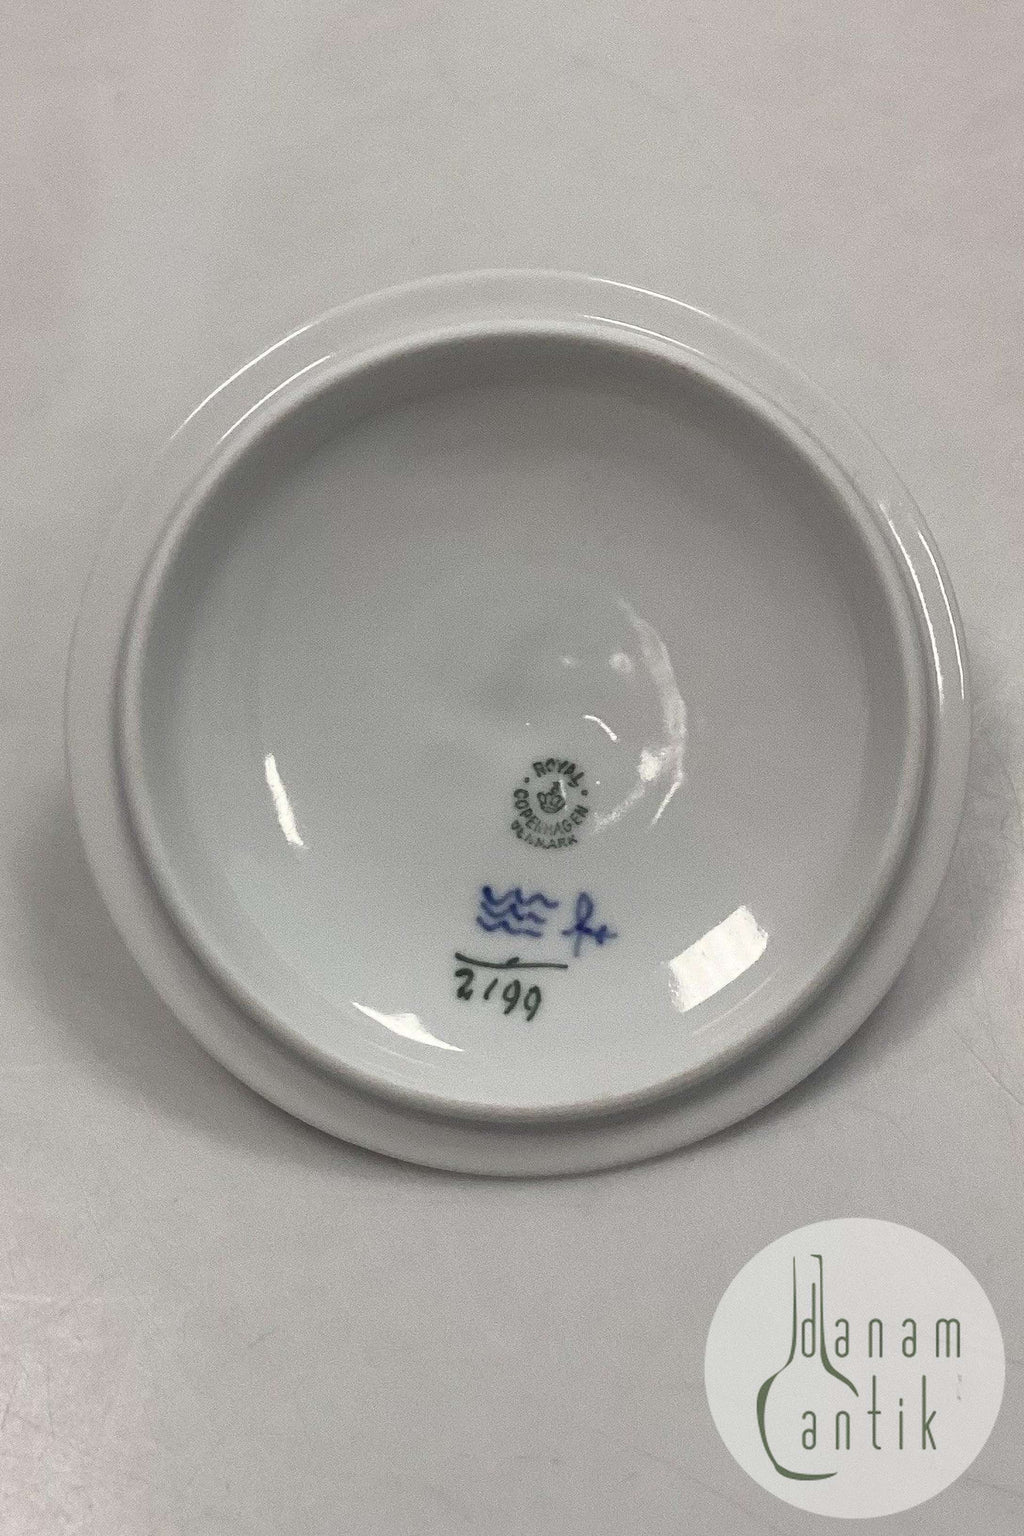 ROYAL
COPENHAGEN
DENMARK
2199
danam
antik